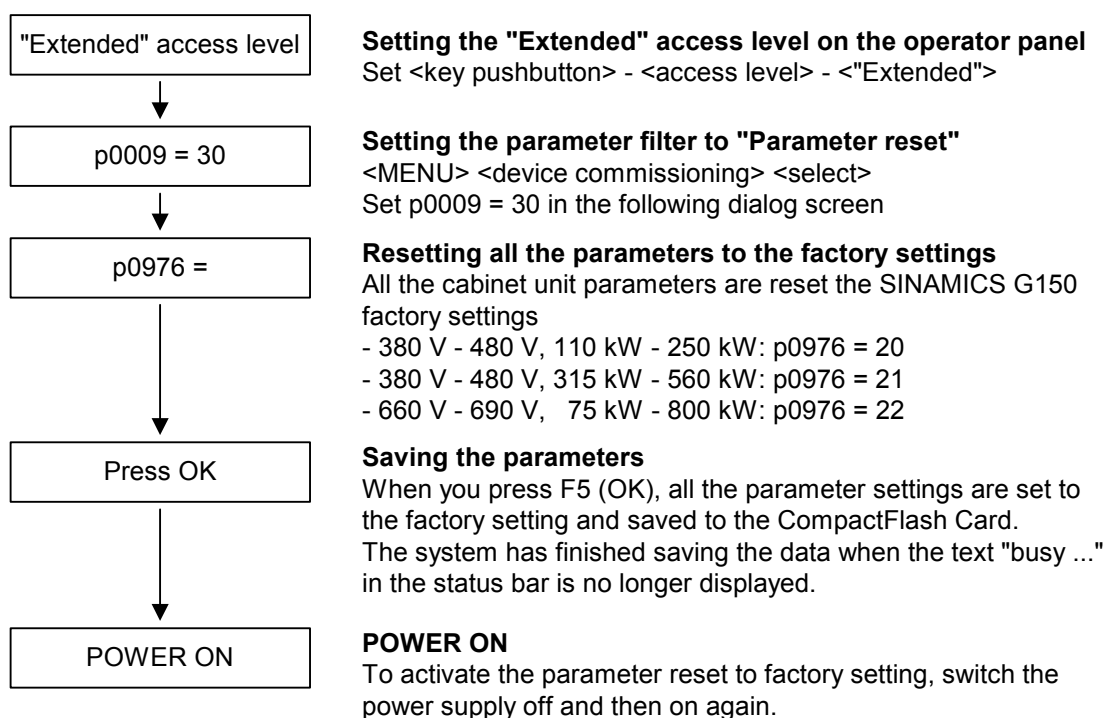 "Extended" access level
Setting the "Extended" access level on the operator panel
Set <key pushbutton> - <access level> - <"Extended">
p0009 = 30
Setting the parameter filter to "Parameter reset"
<MENU> <device commissioning> <select>
Set p0009 = 30 in the following dialog screen
p0976 =
Resetting all the parameters to the factory settings
All the cabinet unit parameters are reset the SINAMICS G150
factory settings
- 380 V - 480 V, 110 kW - 250 kW: p0976 = 20
- 380 V - 480 V, 315 kW - 560 kW: p0976 = 21
- 660 V - 690 V,   75 kW - 800 kW: p0976 = 22
Press OK
Saving the parameters
When you press F5 (OK), all the parameter settings are set to
the factory setting and saved to the CompactFlash Card.
The system has finished saving the data when the text "busy ..."
in the status bar is no longer displayed.
POWER ON
POWER ON
To activate the parameter reset to factory setting, switch the
power supply off and then on again.